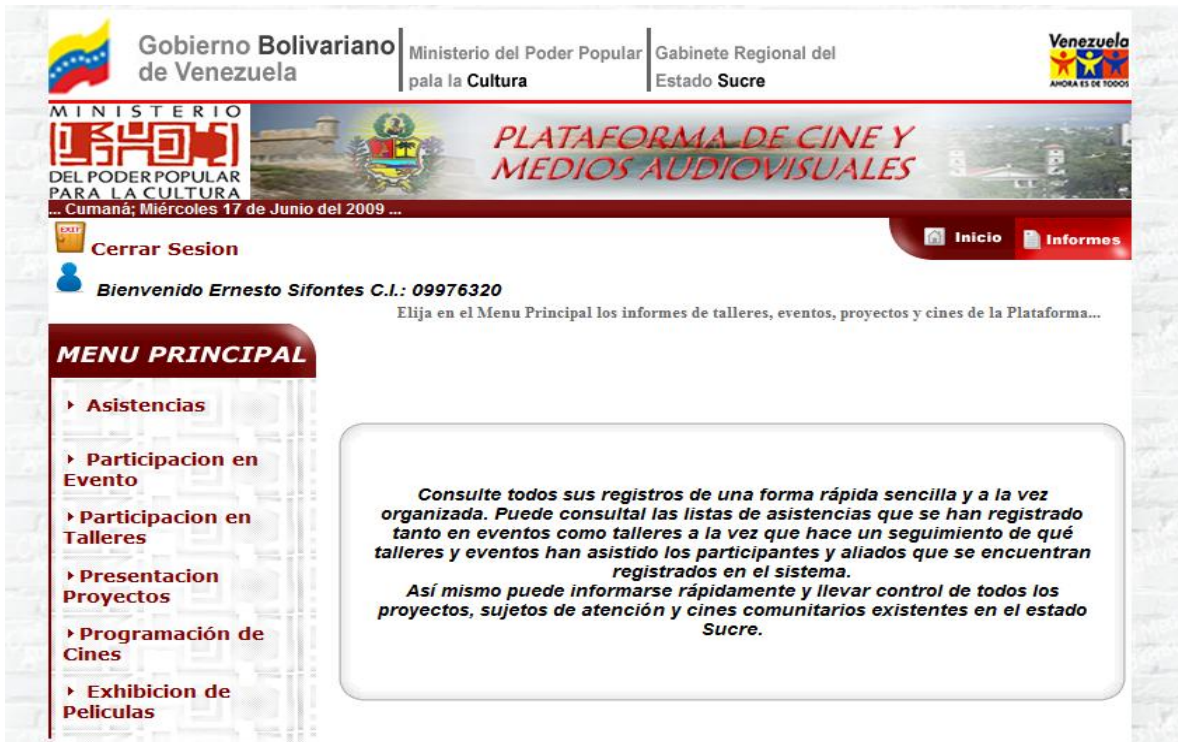 Gobierno Bolivariano
de Venezuela
Ministerio del Poder Popular
pala la Cultura
Gabinete Regional del
Estado Sucre
Venezuela
AHORA ES DE TODOS
MINISTERIO
DEL PODER POPULAR
PARA LA CULTURA
PLATAFORMA DE CINE Y
MEDIOS AUDIOVISUALES
... Cumaná; Miércoles 17 de Junio del 2009 ...
EXIT
Cerrar Sesion
Inicio
Informes
Bienvenido Ernesto Sifontes C.I.: 09976320
Elija en el Menu Principal los informes de talleres, eventos, proyectos y cines de la Plataforma...
MENU PRINCIPAL
Asistencias
Participacion en
Evento
Participacion en
Talleres
Presentacion
Proyectos
Programación de
Cines
Exhibicion de
Peliculas
Consulte todos sus registros de una forma rápida sencilla y a la vez
organizada. Puede consultal las listas de asistencias que se han registrado
tanto en eventos como talleres a la vez que hace un seguimiento de qué
talleres y eventos han asistido los participantes y aliados que se encuentran
registrados en el sistema.
Así mismo puede informarse rápidamente y llevar control de todos los
proyectos, sujetos de atención y cines comunitarios existentes en el estado
Sucre.